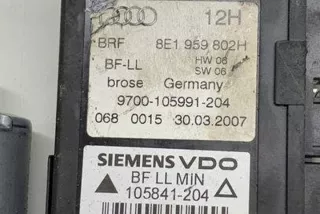 12H
BRF 8E1 959 802H
BF-LL HW 06
SW 06
brose Germany
9700-105991-204
068 0015 30.03.2007
SIEMENS VDO
BF LL MIN
105841-204